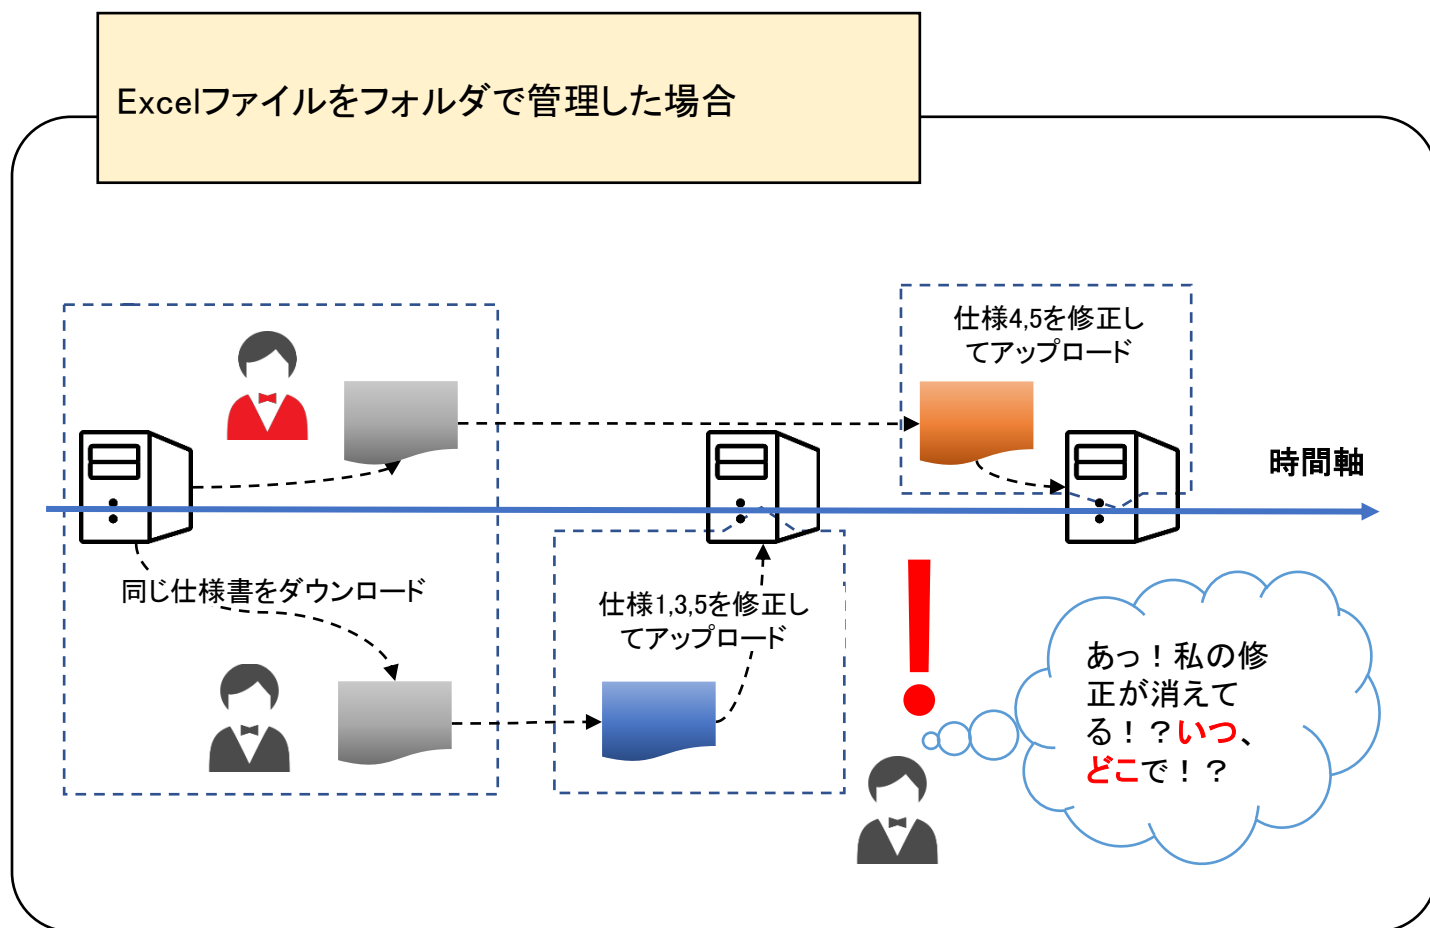 Excelファイルをフォルダで管理した場合
仕様4,5を修正し
てアップロード
時間軸
同じ仕様書をダウンロード
仕様1,3,5を修正し
てアップロード
あっ！私の修
正が消えて
る！？いつ、
どこで！？